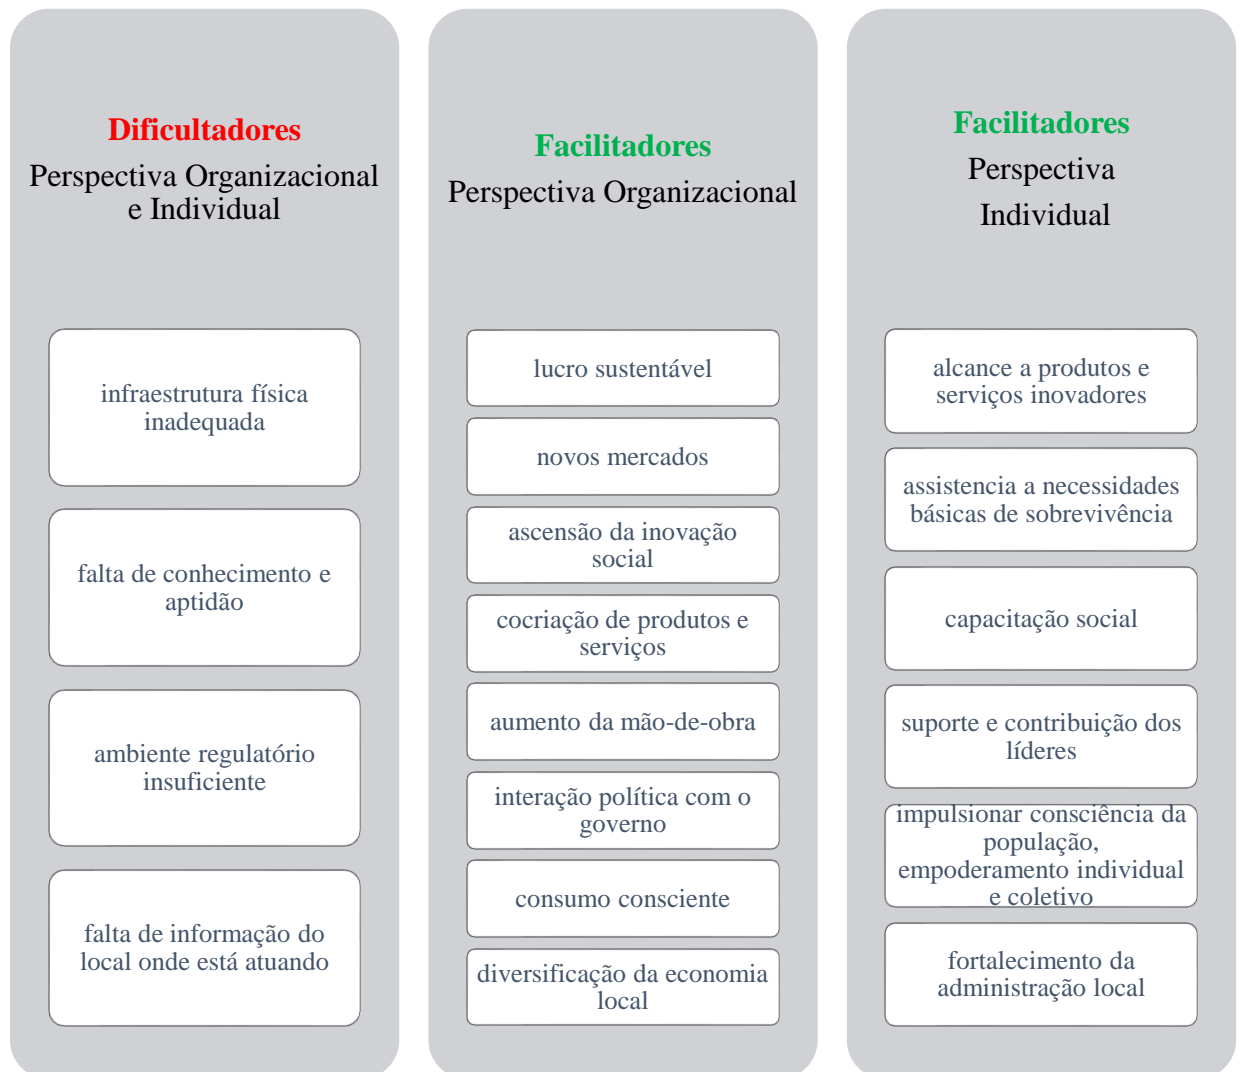 Dificultadores
Perspectiva Organizacional
e Individual
infraestrutura física
inadequada
falta de conhecimento e
aptidão
ambiente regulatório
insuficiente
falta de informação do
local onde está atuando
Facilitadores
Perspectiva Organizacional
lucro sustentável
novos mercados
ascensão da inovação
social
cocriação de produtos e
serviços
aumento da mão-de-obra
interação política com o
governo
consumo consciente
diversificação da economia
local
Facilitadores
Perspectiva
Individual
alcance a produtos e
serviços inovadores
assistencia a necessidades
básicas de sobrevivência
capacitação social
suporte e contribuição dos
líderes
impulsionar consciência da
população,
empoderamento individual
e coletivo
fortalecimento da
administração local